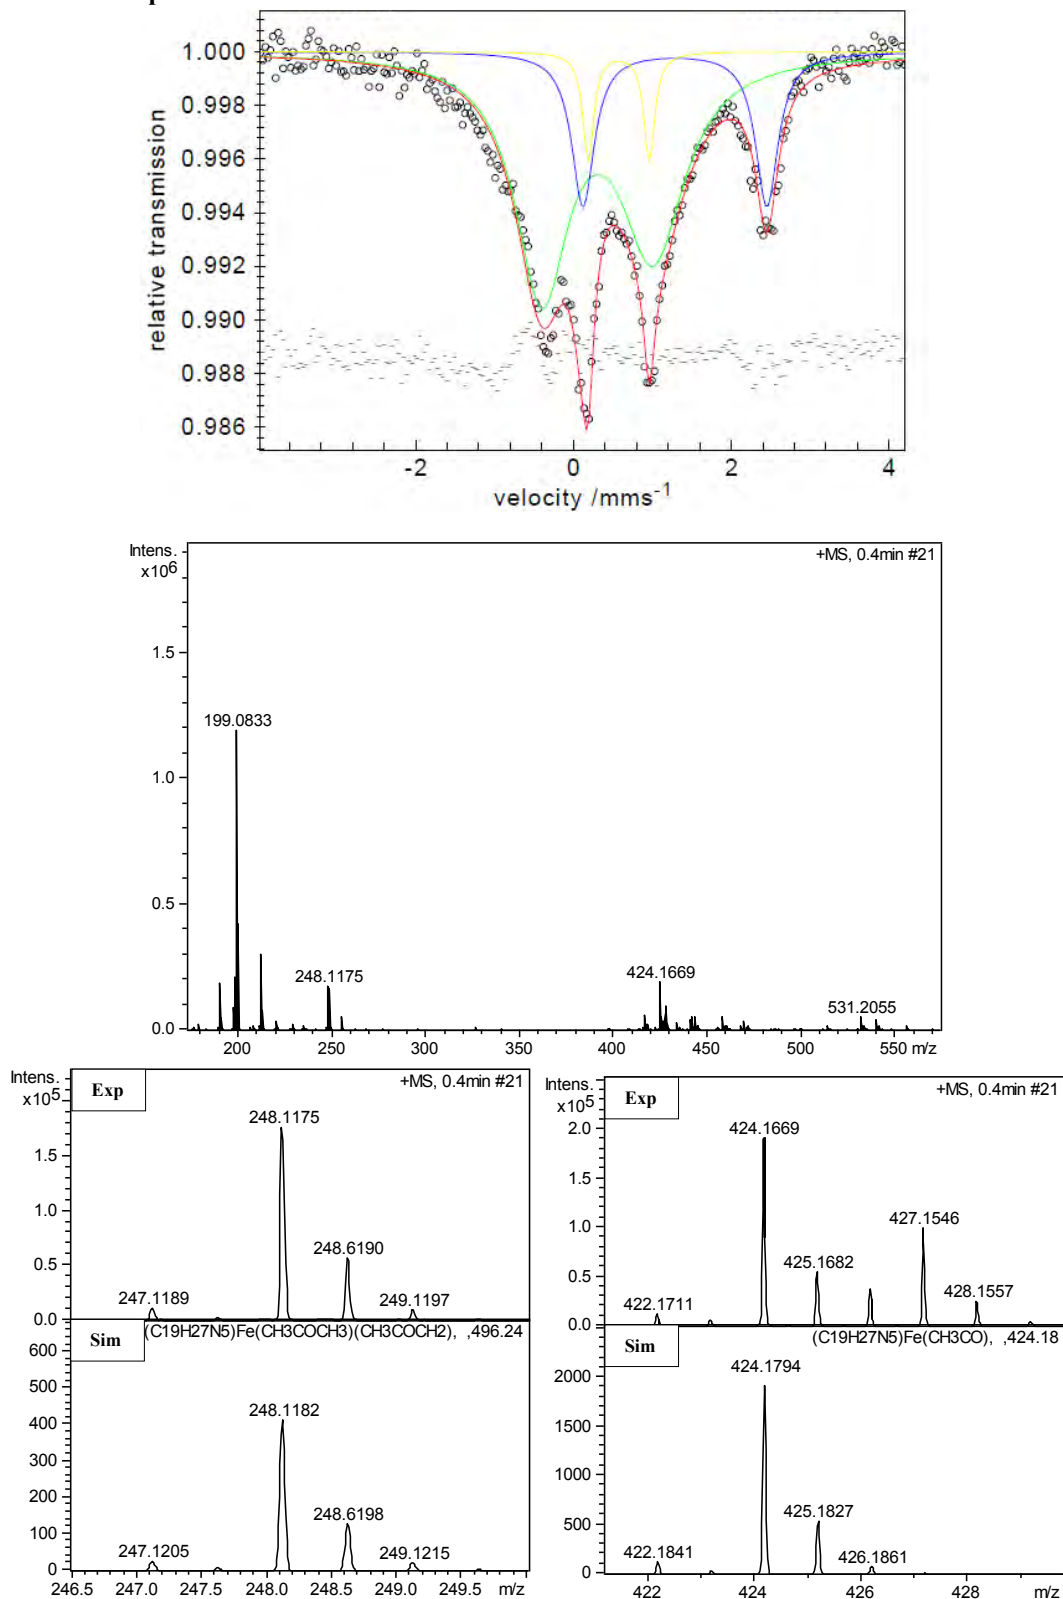 1.000
0.998
0.996
0.994
0.992
0.990
0.988
0.986
relative transmission
-2 0 2 4
velocity /mms-1
Intens.
x10^6
+MS, 0.4min #21
1.5
1.0
0.5
0.0
199.0833
248.1175
424.1669
531.2055
200 250 300 350 400 450 500 550 m/z
Intens.
x10^5
Exp
+MS, 0.4min #21
248.1175
1.5
1.0
248.6190
0.5
247.1189
249.1197
0.0
Sim
(C19H27N5)Fe(CH3COCH3)(CH3COCH2), ,496.24
600
500
248.1182
400
300
200
248.6198
100
247.1205
249.1215
0
246.5 247.0 247.5 248.0 248.5 249.0 249.5 m/z
Intens.
x10^5
Exp
+MS, 0.4min #21
2.0
424.1669
1.5
1.0
427.1546
425.1682
0.5
422.1711
428.1557
0.0
Sim
(C19H27N5)Fe(CH3CO), ,424.18
424.1794
2000
1500
1000
425.1827
500
422.1841
426.1861
0
422 424 426 428 m/z